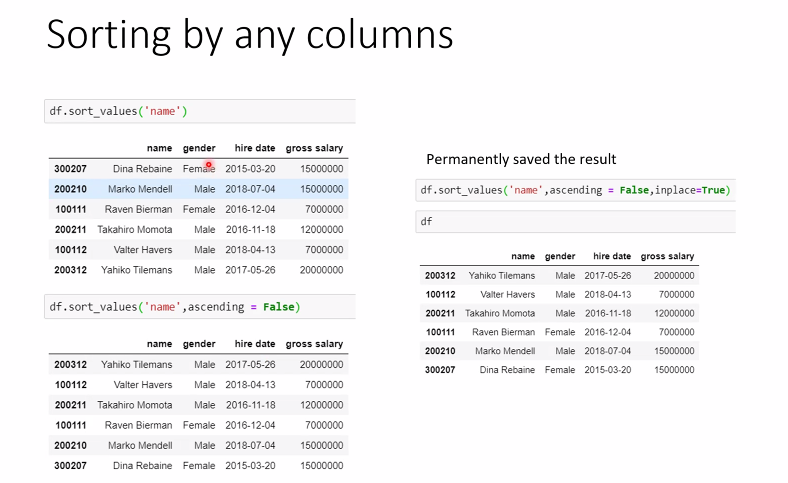 Sorting by any columns
df.sort_values('name')
name gender hire date gross salary
300207 Dina Rebaine Female 2015-03-20 15000000
200210 Marko Mendell Male 2018-07-04 15000000
100111 Raven Bierman Female 2016-12-04 7000000
200211 Takahiro Momota Male 2016-11-18 12000000
100112 Valter Havers Male 2018-04-13 7000000
200312 Yahiko Tilemans Male 2017-05-26 20000000
df.sort_values('name',ascending = False)
name gender hire date gross salary
200312 Yahiko Tilemans Male 2017-05-26 20000000
100112 Valter Havers Male 2018-04-13 7000000
200211 Takahiro Momota Male 2016-11-18 12000000
100111 Raven Bierman Female 2016-12-04 7000000
200210 Marko Mendell Male 2018-07-04 15000000
300207 Dina Rebaine Female 2015-03-20 15000000
Permanently saved the result
df.sort_values('name',ascending = False,inplace=True)
df
name gender hire date gross salary
200312 Yahiko Tilemans Male 2017-05-26 20000000
100112 Valter Havers Male 2018-04-13 7000000
200211 Takahiro Momota Male 2016-11-18 12000000
100111 Raven Bierman Female 2016-12-04 7000000
200210 Marko Mendell Male 2018-07-04 15000000
300207 Dina Rebaine Female 2015-03-20 15000000